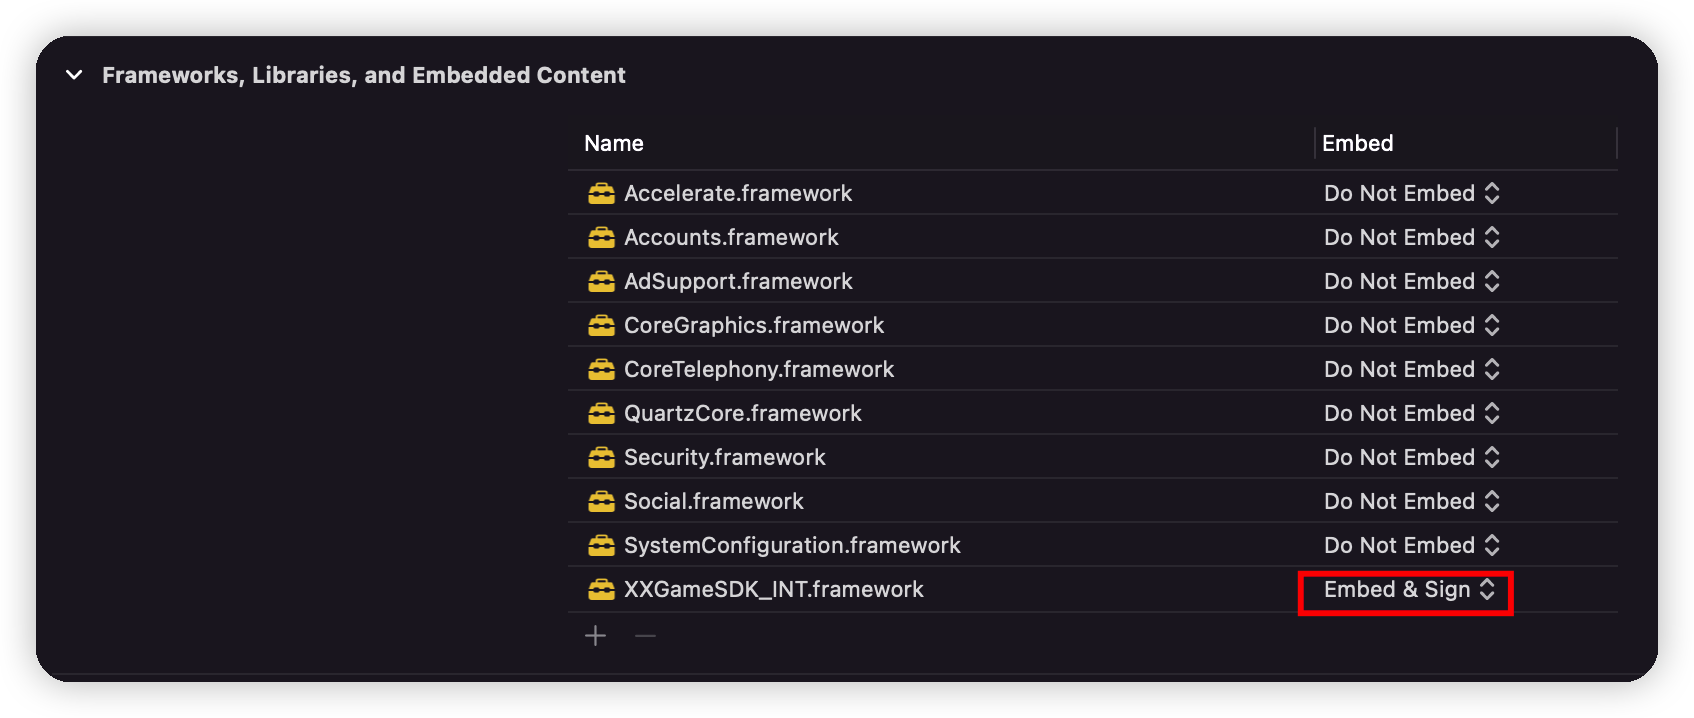 Frameworks, Libraries, and Embedded Content
Name Embed
Accelerate.framework Do Not Embed
Accounts.framework Do Not Embed
AdSupport.framework Do Not Embed
CoreGraphics.framework Do Not Embed
CoreTelephony.framework Do Not Embed
QuartzCore.framework Do Not Embed
Security.framework Do Not Embed
Social.framework Do Not Embed
SystemConfiguration.framework Do Not Embed
XXGameSDK_INT.framework Embed & Sign